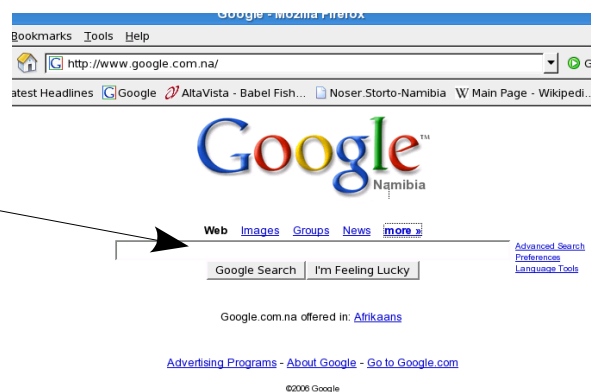 Google - Mozilla Firefox
Bookmarks Tools Help
G http://www.google.com.na/ G
atest Headlines G Google AltaVista - Babel Fish... Noser.Storto-Namibia W Main Page - Wikipedi...
Google™
Namibia
Web Images Groups News more »
Advanced Search
Preferences
Language Tools
Google Search I'm Feeling Lucky
Google.com.na offered in: Afrikaans
Advertising Programs - About Google - Go to Google.com
©2006 Google